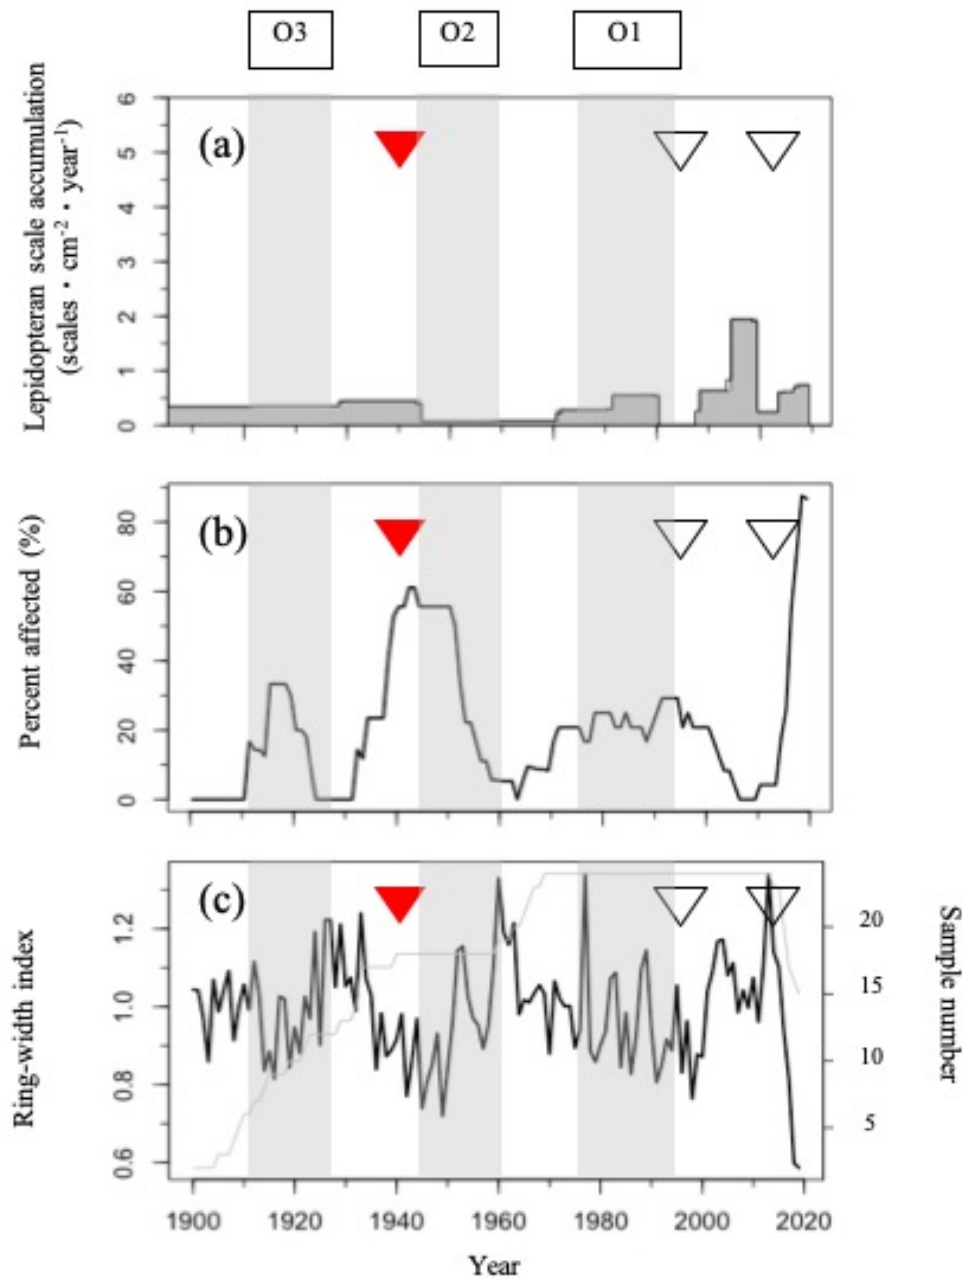 O3 O2 O1
Lepidopteran scale accumulation
(scales · cm-2 · year-1)
6
5
4
3
2
1
0
(a)
Percent affected (%)
80
60
40
20
0
(b)
Ring-width index
1.2
1.0
0.8
0.6
(c)
20
15
10
5
Sample number
1900 1920 1940 1960 1980 2000 2020
Year